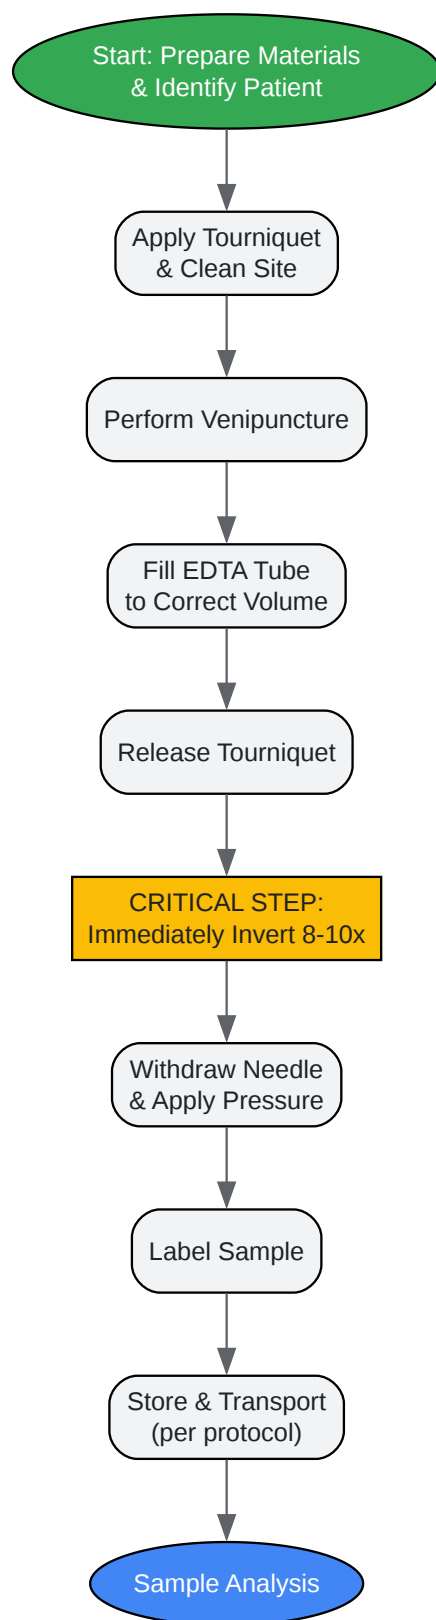 Start: Prepare Materials
& Identify Patient
Apply Tourniquet
& Clean Site
Perform Venipuncture
Fill EDTA Tube
to Correct Volume
Release Tourniquet
CRITICAL STEP:
Immediately Invert 8-10x
Withdraw Needle
& Apply Pressure
Label Sample
Store & Transport
(per protocol)
Sample Analysis